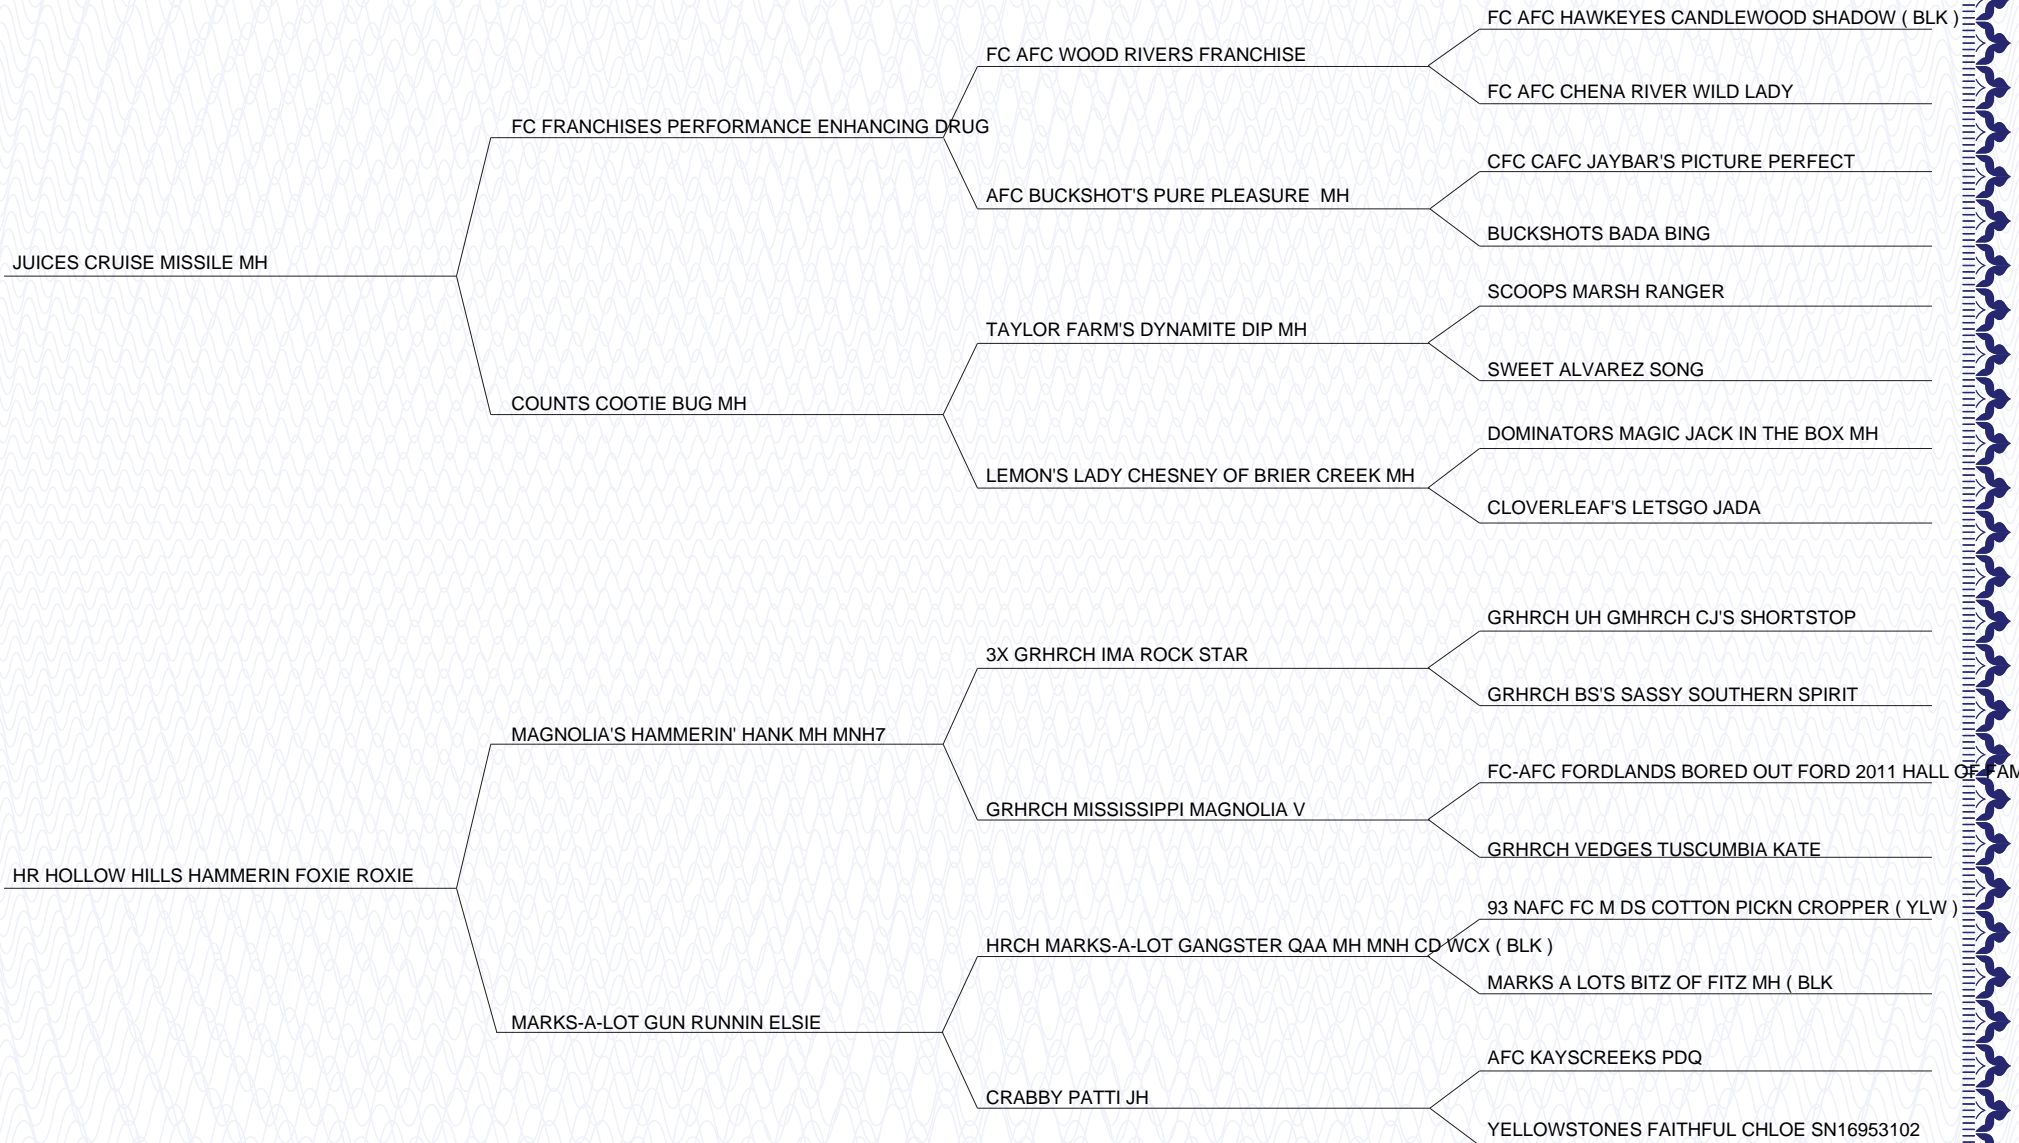 FC AFC HAWKEYES CANDLEWOOD SHADOW ( BLK )
FC AFC WOOD RIVERS FRANCHISE
FC AFC CHENA RIVER WILD LADY
FC FRANCHISES PERFORMANCE ENHANCING DRUG
CFC CAFC JAYBAR'S PICTURE PERFECT
AFC BUCKSHOT'S PURE PLEASURE  MH
BUCKSHOTS BADA BING
JUICES CRUISE MISSILE MH
SCOOPS MARSH RANGER
TAYLOR FARM'S DYNAMITE DIP MH
SWEET ALVAREZ SONG
COUNTS COOTIE BUG MH
DOMINATORS MAGIC JACK IN THE BOX MH
LEMON'S LADY CHESNEY OF BRIER CREEK MH
CLOVERLEAF'S LETSGO JADA
GRHRCH UH GMHRCH CJ'S SHORTSTOP
3X GRHRCH IMA ROCK STAR
GRHRCH BS'S SASSY SOUTHERN SPIRIT
MAGNOLIA'S HAMMERIN' HANK MH MNH7
FC-AFC FORDLANDS BORED OUT FORD 2011 HALL OF FAM
GRHRCH MISSISSIPPI MAGNOLIA V
GRHRCH VEDGES TUSCUMBIA KATE
HR HOLLOW HILLS HAMMERIN FOXIE ROXIE
93 NAFC FC M DS COTTON PICKN CROPPER ( YLW )
HRCH MARKS-A-LOT GANGSTER QAA MH MNH CD WCX ( BLK )
MARKS A LOTS BITZ OF FITZ MH ( BLK
MARKS-A-LOT GUN RUNNIN ELSIE
AFC KAYSCREEKS PDQ
CRABBY PATTI JH
YELLOWSTONES FAITHFUL CHLOE SN16953102